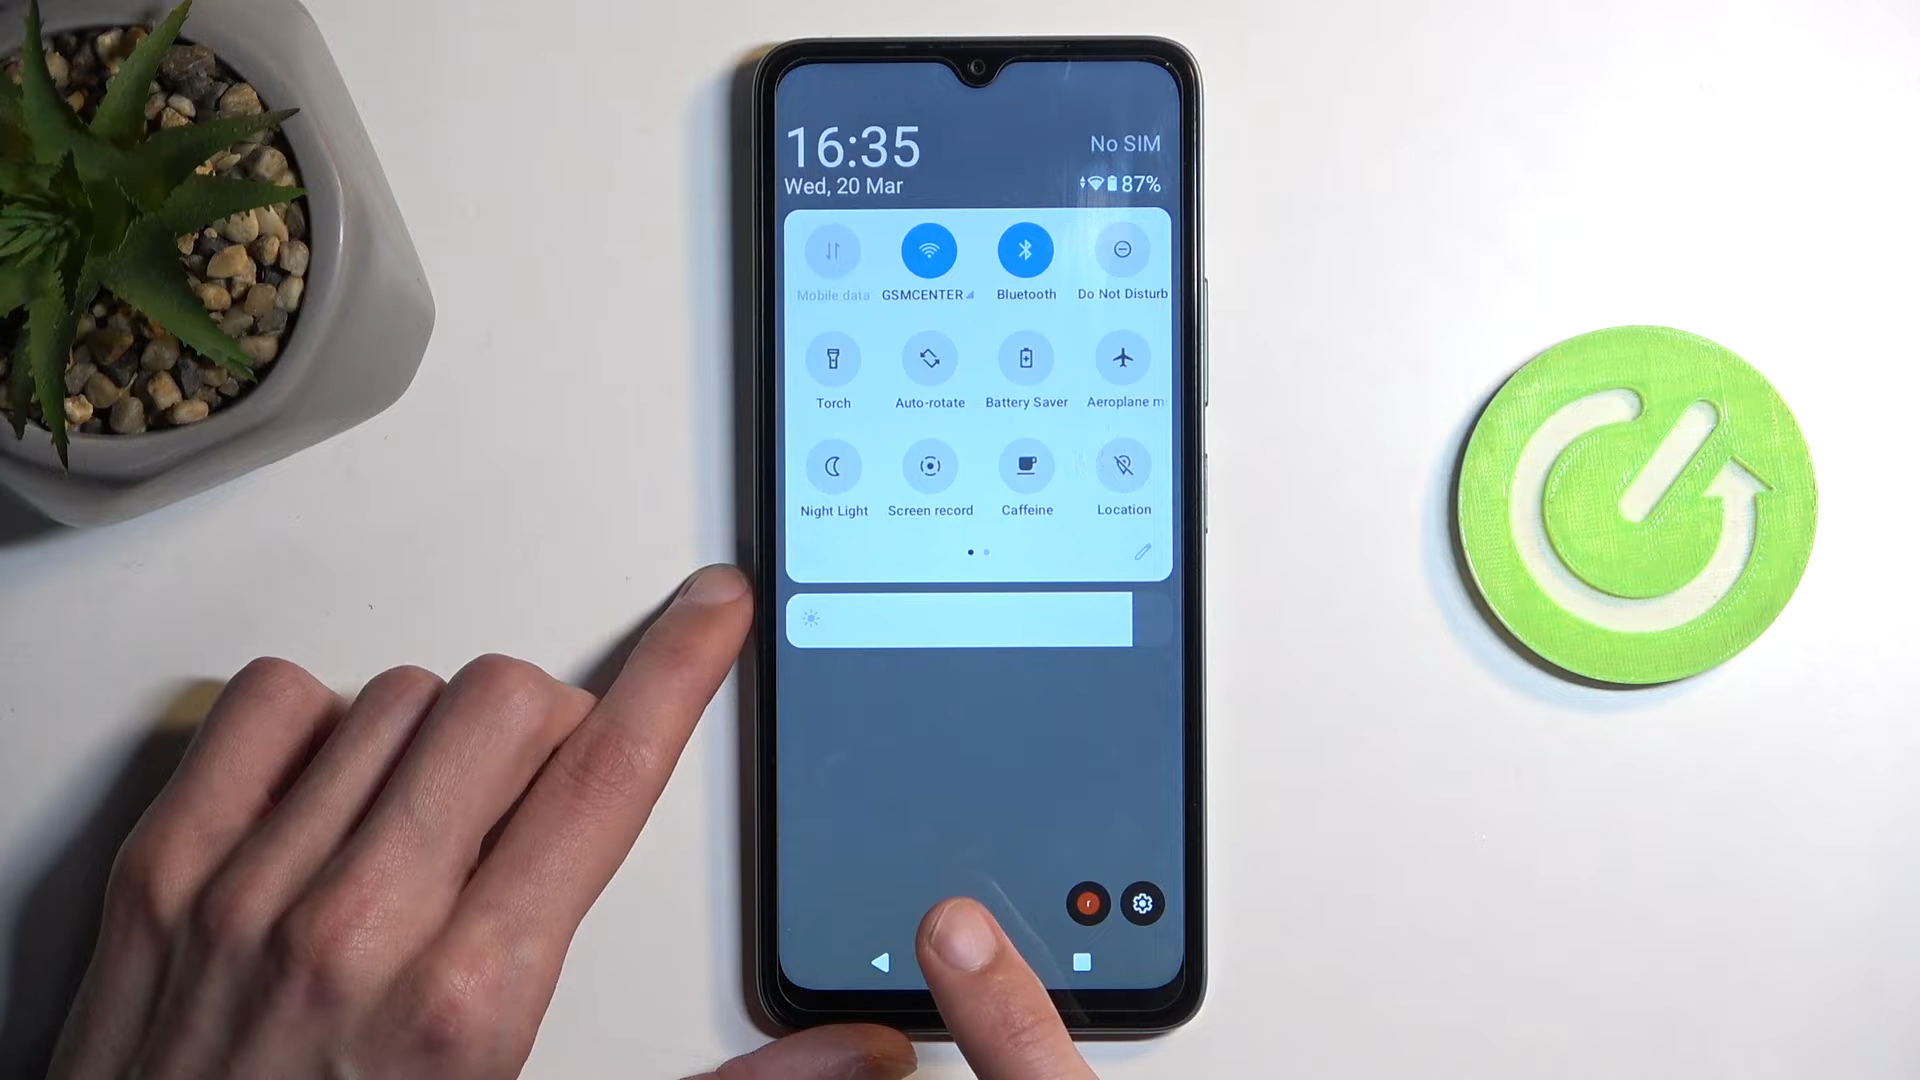 16:35
No SIM
Wed, 20 Mar
87%
Mobile data
GSMCENTER
Bluetooth
Do Not Disturb
Torch
Auto-rotate
Battery Saver
Aeroplane m
Night Light
Screen record
Caffeine
Location
r